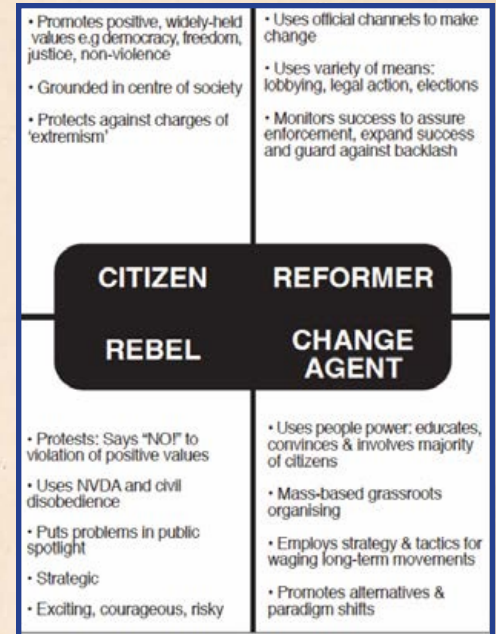 • Promotes positive, widely-held
values e.g democracy, freedom,
justice, non-violence
• Grounded in centre of society
• Protects against charges of
‘extremism’
• Uses official channels to make
change
• Uses variety of means:
lobbying, legal action, elections
• Monitors success to assure
enforcement, expand success
and guard against backlash
CITIZEN
REFORMER
REBEL
CHANGE
AGENT
• Protests: Says “NO!” to
violation of positive values
• Uses NVDA and civil
disobedience
• Puts problems in public
spotlight
• Strategic
• Exciting, courageous, risky
• Uses people power: educates,
convinces & involves majority
of citizens
• Mass-based grassroots
organising
• Employs strategy & tactics for
waging long-term movements
• Promotes alternatives &
paradigm shifts